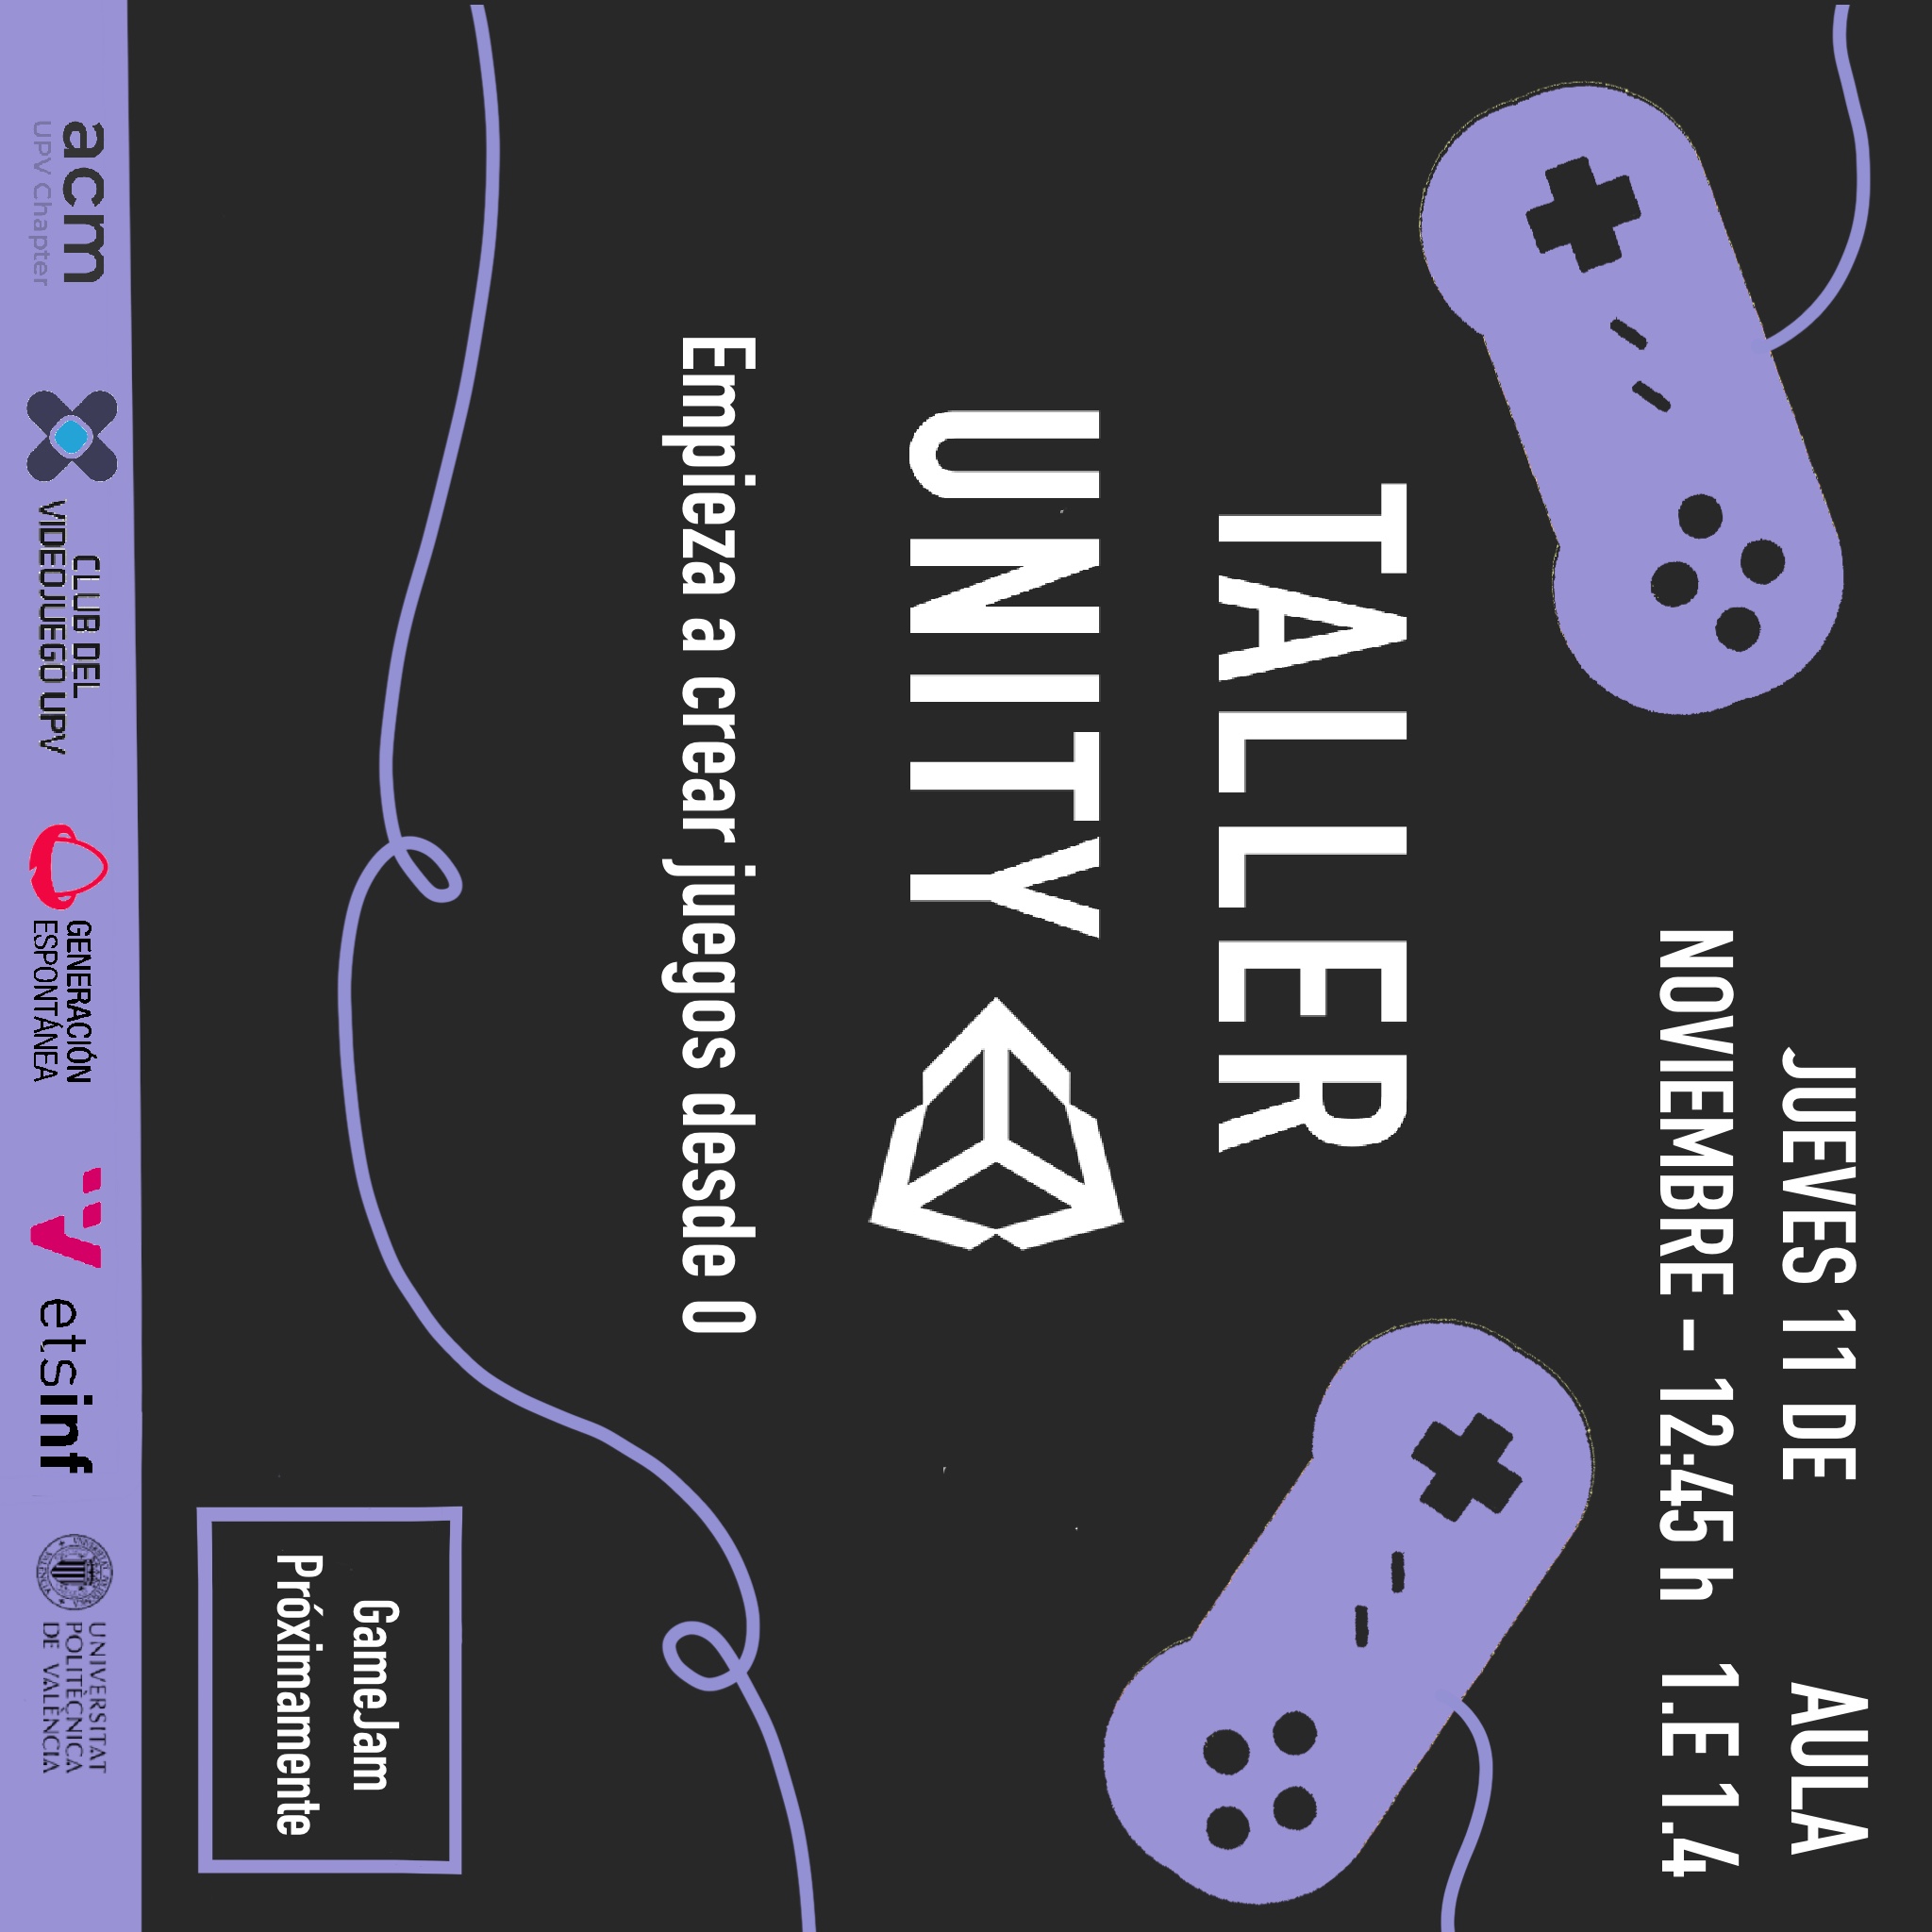 JUEVES 11 DE
NOVIEMBRE – 12:45 h
AULA
1.E 1.4
TALLER
UNITY
Empieza a crear juegos desde 0
GameJam
Próximamente
acm
UPV Chapter
CLUB DEL
VIDEOJUEGO UPV
GENERACIÓN
ESPONTÁNEA
etsinf
UNIVERSITAT
POLITÈCNICA
DE VALÈNCIA